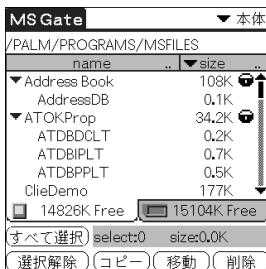 MS Gate ▼ 本体
/PALM/PROGRAMS/MSFILES
name .. ▼size ..
▼Address Book 108K
AddressDB 0.1K
▼ATOKProp 34.2K
ATDBDCLT 0.2K
ATDBIPLT 0.7K
ATDBPPLT 0.5K
ClieDemo 177K
14826K Free 15104K Free
すべて選択 select:0 size:0.0K
選択解除 コピー 移動 削除